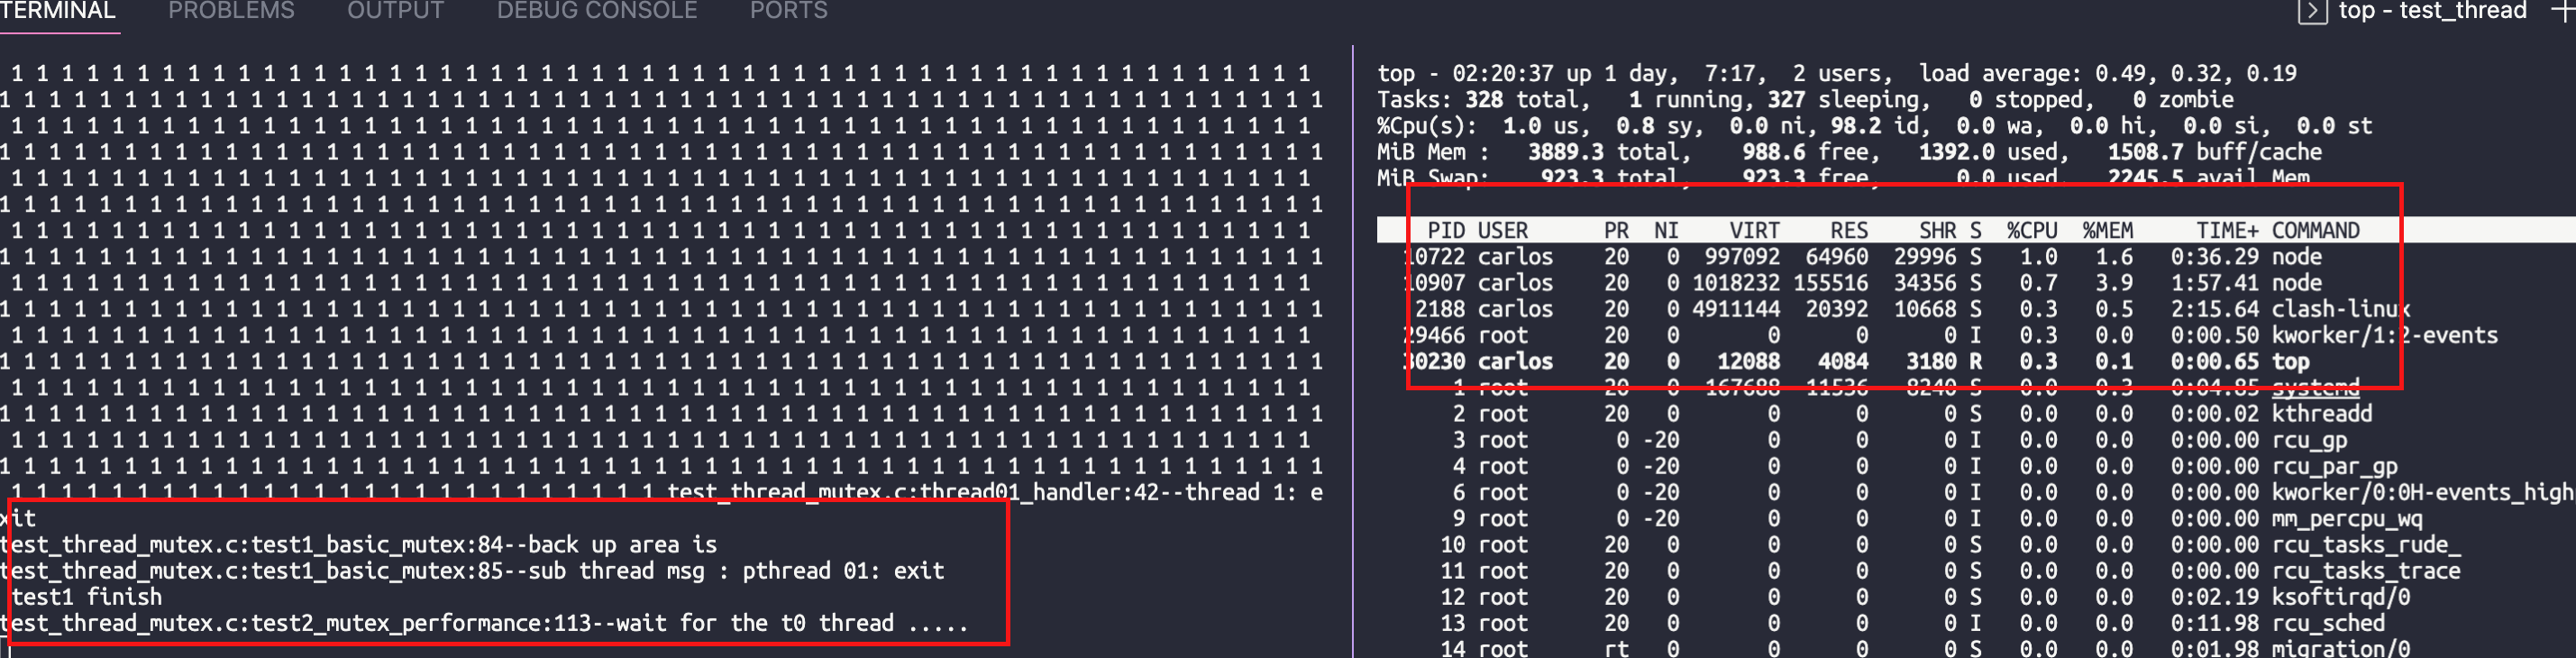 TERMINAL PROBLEMS OUTPUT DEBUG CONSOLE PORTS
top - test_thread
1 1 1 1 1 1 1 1 1 1 1 1 1 1 1 1 1 1 1 1 1 1 1 1 1 1 1 1 1 1 1 1 1 1 1 1 1 1 1 1 1 1 1 1 1 1 1 1 1 1 1 1
1 1 1 1 1 1 1 1 1 1 1 1 1 1 1 1 1 1 1 1 1 1 1 1 1 1 1 1 1 1 1 1 1 1 1 1 1 1 1 1 1 1 1 1 1 1 1 1 1 1 1 1 1
1 1 1 1 1 1 1 1 1 1 1 1 1 1 1 1 1 1 1 1 1 1 1 1 1 1 1 1 1 1 1 1 1 1 1 1 1 1 1 1 1 1 1 1 1 1 1 1 1 1 1 1
1 1 1 1 1 1 1 1 1 1 1 1 1 1 1 1 1 1 1 1 1 1 1 1 1 1 1 1 1 1 1 1 1 1 1 1 1 1 1 1 1 1 1 1 1 1 1 1 1 1 1 1 1
1 1 1 1 1 1 1 1 1 1 1 1 1 1 1 1 1 1 1 1 1 1 1 1 1 1 1 1 1 1 1 1 1 1 1 1 1 1 1 1 1 1 1 1 1 1 1 1 1 1 1 1
1 1 1 1 1 1 1 1 1 1 1 1 1 1 1 1 1 1 1 1 1 1 1 1 1 1 1 1 1 1 1 1 1 1 1 1 1 1 1 1 1 1 1 1 1 1 1 1 1 1 1 1 1
1 1 1 1 1 1 1 1 1 1 1 1 1 1 1 1 1 1 1 1 1 1 1 1 1 1 1 1 1 1 1 1 1 1 1 1 1 1 1 1 1 1 1 1 1 1 1 1 1 1 1 1
1 1 1 1 1 1 1 1 1 1 1 1 1 1 1 1 1 1 1 1 1 1 1 1 1 1 1 1 1 1 1 1 1 1 1 1 1 1 1 1 1 1 1 1 1 1 1 1 1 1 1 1 1
1 1 1 1 1 1 1 1 1 1 1 1 1 1 1 1 1 1 1 1 1 1 1 1 1 1 1 1 1 1 1 1 1 1 1 1 1 1 1 1 1 1 1 1 1 1 1 1 1 1 1 1
1 1 1 1 1 1 1 1 1 1 1 1 1 1 1 1 1 1 1 1 1 1 1 1 1 1 1 1 1 1 1 1 1 1 1 1 1 1 1 1 1 1 1 1 1 1 1 1 1 1 1 1 1
1 1 1 1 1 1 1 1 1 1 1 1 1 1 1 1 1 1 1 1 1 1 1 1 1 1 1 1 1 1 1 1 1 1 1 1 1 1 1 1 1 1 1 1 1 1 1 1 1 1 1 1
1 1 1 1 1 1 1 1 1 1 1 1 1 1 1 1 1 1 1 1 1 1 1 1 1 1 1 1 1 1 1 1 1 1 1 1 1 1 1 1 1 1 1 1 1 1 1 1 1 1 1 1 1
1 1 1 1 1 1 1 1 1 1 1 1 1 1 1 1 1 1 1 1 1 1 1 1 1 1 1 1 1 1 1 1 1 1 1 1 1 1 1 1 1 1 1 1 1 1 1 1 1 1 1 1
1 1 1 1 1 1 1 1 1 1 1 1 1 1 1 1 1 1 1 1 1 1 1 1 1 1 1 1 1 1 1 1 1 1 1 1 1 1 1 1 1 1 1 1 1 1 1 1 1 1 1 1 1
1 1 1 1 1 1 1 1 1 1 1 1 1 1 1 1 1 1 1 1 1 1 1 1 1 1 1 1 1 1 1 1 1 1 1 1 1 1 1 1 1 1 1 1 1 1 1 1 1 1 1 1
1 1 1 1 1 1 1 1 1 1 1 1 1 1 1 1 1 1 1 1 1 1 1 1 1 1 1 1 1 1 1 1 1 1 1 1 1 1 1 1 1 1 1 1 1 1 1 1 1 1 1 1 1
1 1 1 1 1 1 1 1 1 1 1 1 1 1 1 1 1 1 1 1 1 1 1 1 1 1 test_thread_mutex.c:thread01_handler:42--thread 1: e
xit
test_thread_mutex.c:test1_basic_mutex:84--back up area is
test_thread_mutex.c:test1_basic_mutex:85--sub thread msg : pthread 01: exit
test1 finish
test_thread_mutex.c:test2_mutex_performance:113--wait for the t0 thread .....
top - 02:20:37 up 1 day, 7:17, 2 users, load average: 0.49, 0.32, 0.19
Tasks: 328 total, 1 running, 327 sleeping, 0 stopped, 0 zombie
%Cpu(s): 1.0 us, 0.8 sy, 0.0 ni, 98.2 id, 0.0 wa, 0.0 hi, 0.0 si, 0.0 st
MiB Mem : 3889.3 total, 988.6 free, 1392.0 used, 1508.7 buff/cache
MiB Swap: 923.3 total, 923.3 free, 0.0 used, 2245.5 avail Mem
PID USER PR NI VIRT RES SHR S %CPU %MEM TIME+ COMMAND
10722 carlos 20 0 997092 64960 29996 S 1.0 1.6 0:36.29 node
10907 carlos 20 0 1018232 155516 34356 S 0.7 3.9 1:57.41 node
2188 carlos 20 0 4911144 20392 10668 S 0.3 0.5 2:15.64 clash-linux
29466 root 20 0 0 0 0 I 0.3 0.0 0:00.50 kworker/1:2-events
30230 carlos 20 0 12088 4084 3180 R 0.3 0.1 0:00.65 top
1 root 20 0 167688 11536 8240 S 0.0 0.3 0:04.85 systemd
2 root 20 0 0 0 0 S 0.0 0.0 0:00.02 kthreadd
3 root 0 -20 0 0 0 I 0.0 0.0 0:00.00 rcu_gp
4 root 0 -20 0 0 0 I 0.0 0.0 0:00.00 rcu_par_gp
6 root 0 -20 0 0 0 I 0.0 0.0 0:00.00 kworker/0:0H-events_high
9 root 0 -20 0 0 0 I 0.0 0.0 0:00.00 mm_percpu_wq
10 root 20 0 0 0 0 S 0.0 0.0 0:00.00 rcu_tasks_rude_
11 root 20 0 0 0 0 S 0.0 0.0 0:00.00 rcu_tasks_trace
12 root 20 0 0 0 0 S 0.0 0.0 0:02.19 ksoftirqd/0
13 root 20 0 0 0 0 I 0.0 0.0 0:11.98 rcu_sched
14 root rt 0 0 0 0 S 0.0 0.0 0:01.98 migration/0